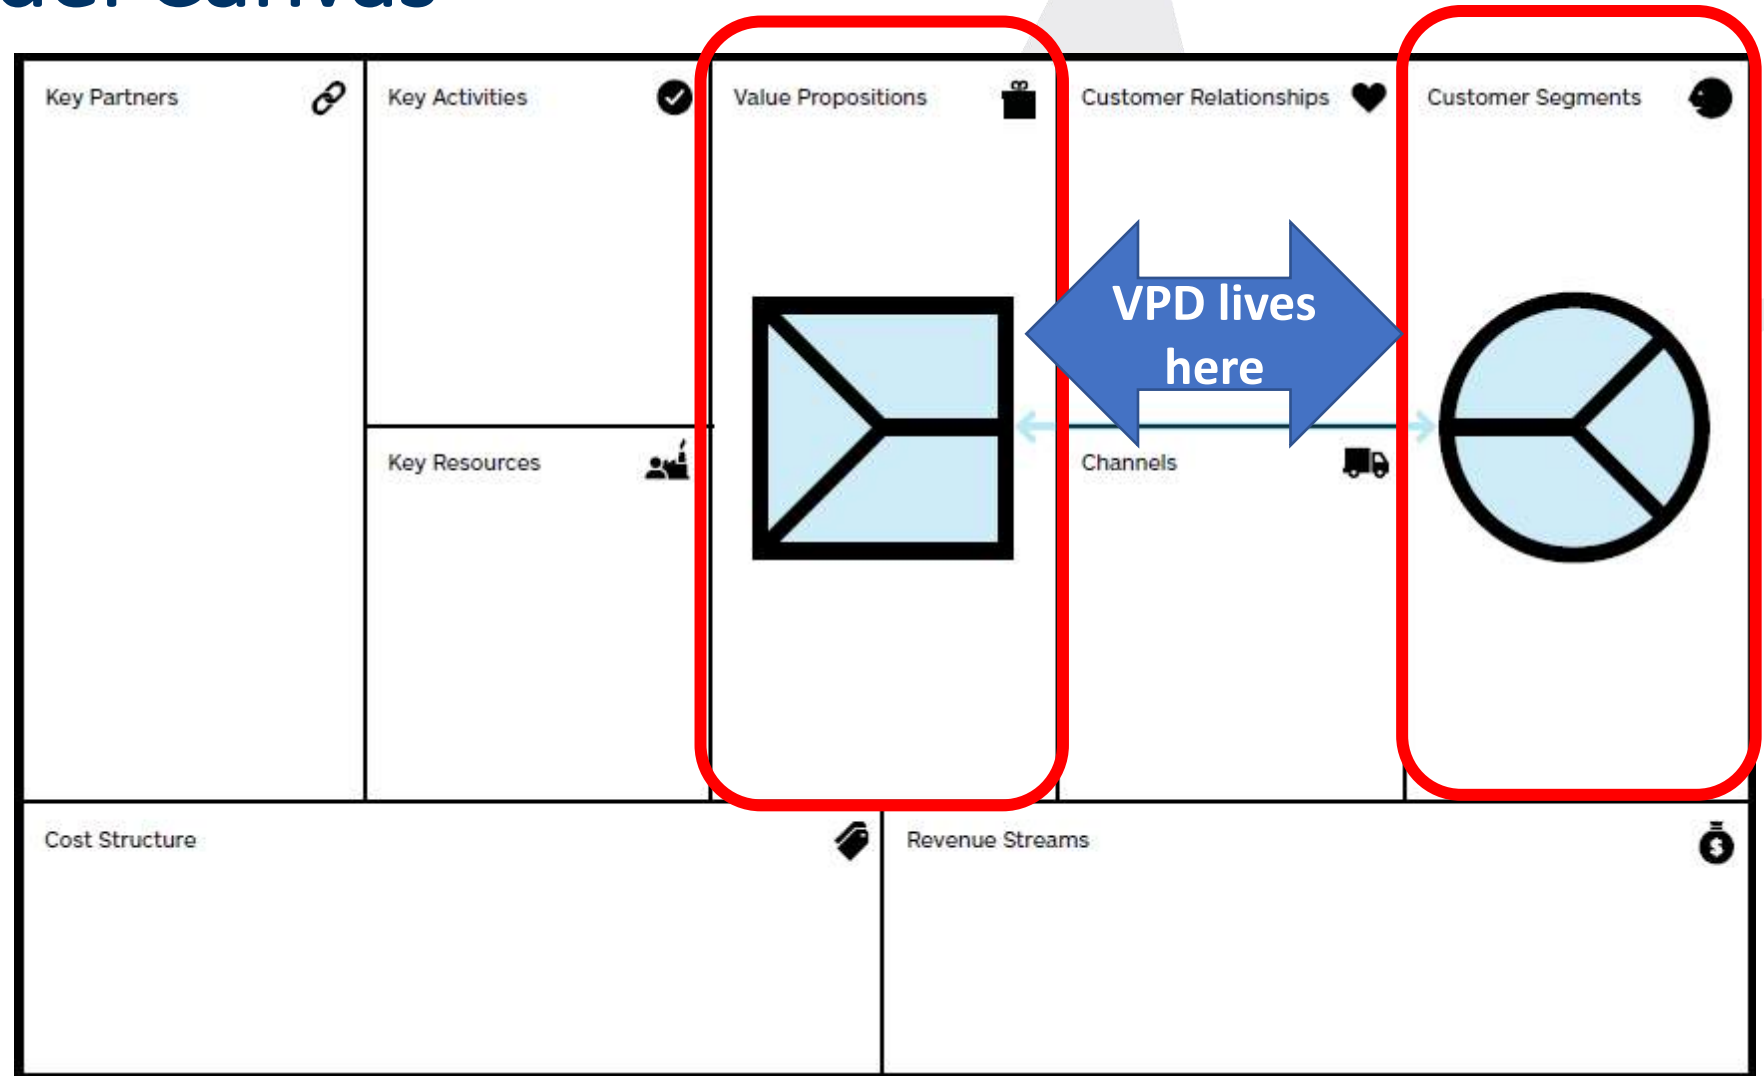 Canvas
Key Partners
Key Activities
Value Propositions
Customer Relationships
Customer Segments
VPD lives
here
Key Resources
Channels
Cost Structure
Revenue Streams
$